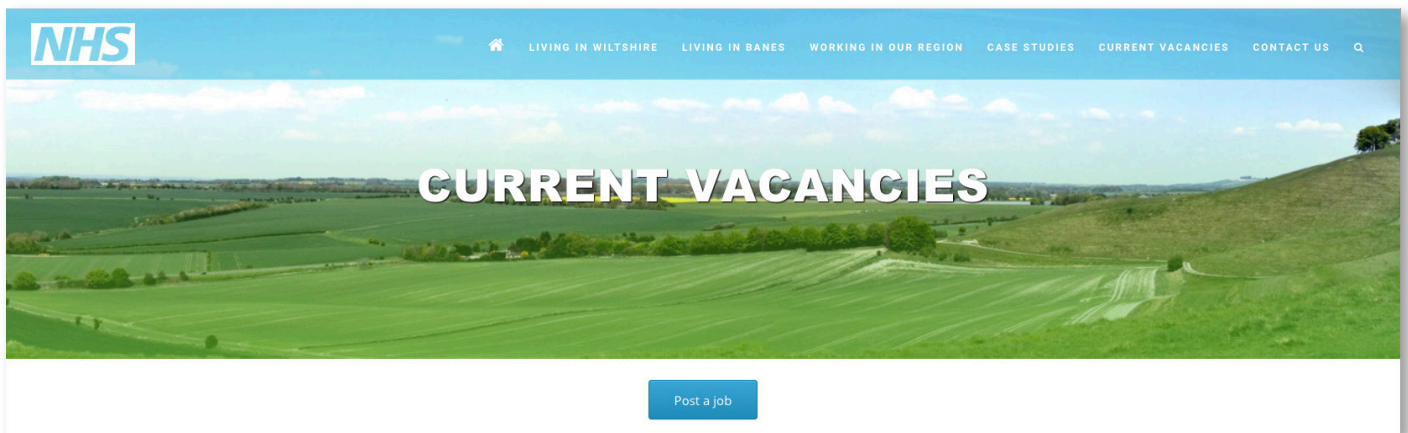 NHS
LIVING IN WILTSHIRE LIVING IN BANES WORKING IN OUR REGION CASE STUDIES CURRENT VACANCIES CONTACT US
CURRENT VACANCIES
Post a job